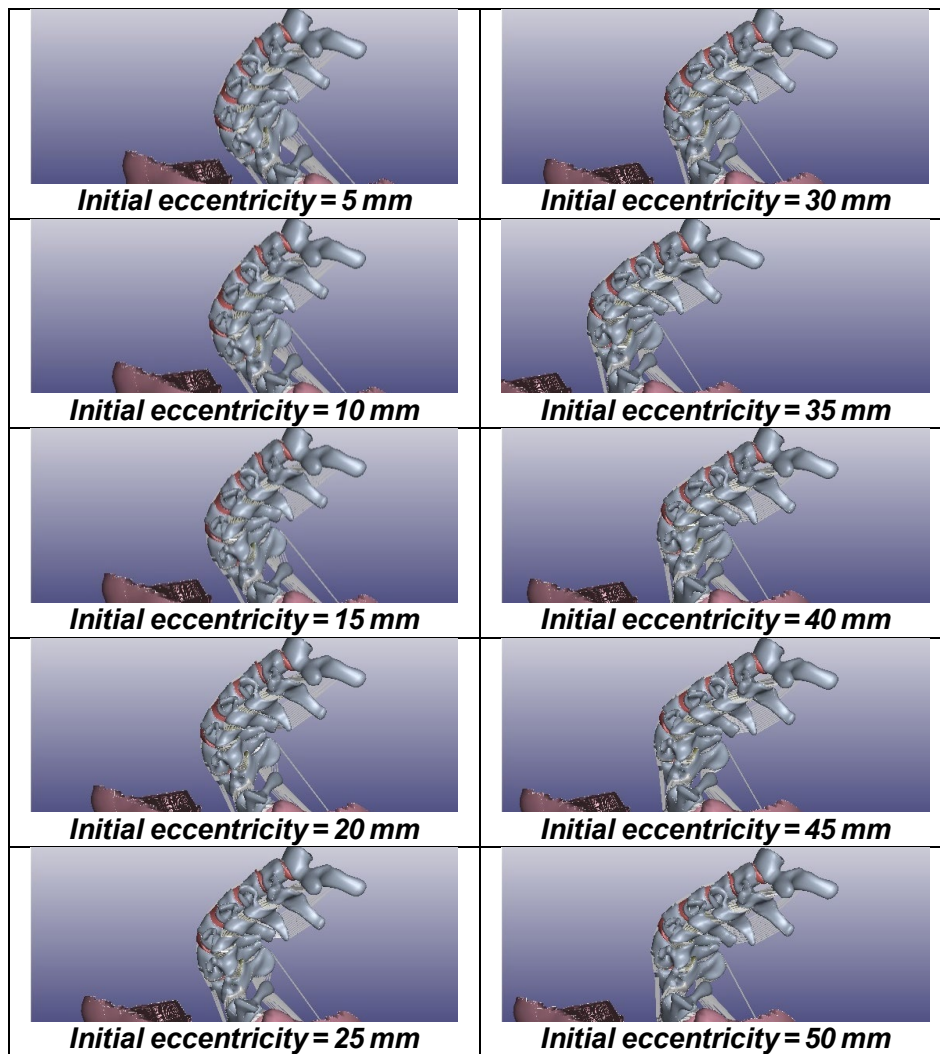 Initial eccentricity = 5 mm
Initial eccentricity = 30 mm
Initial eccentricity = 10 mm
Initial eccentricity = 35 mm
Initial eccentricity = 15 mm
Initial eccentricity = 40 mm
Initial eccentricity = 20 mm
Initial eccentricity = 45 mm
Initial eccentricity = 25 mm
Initial eccentricity = 50 mm